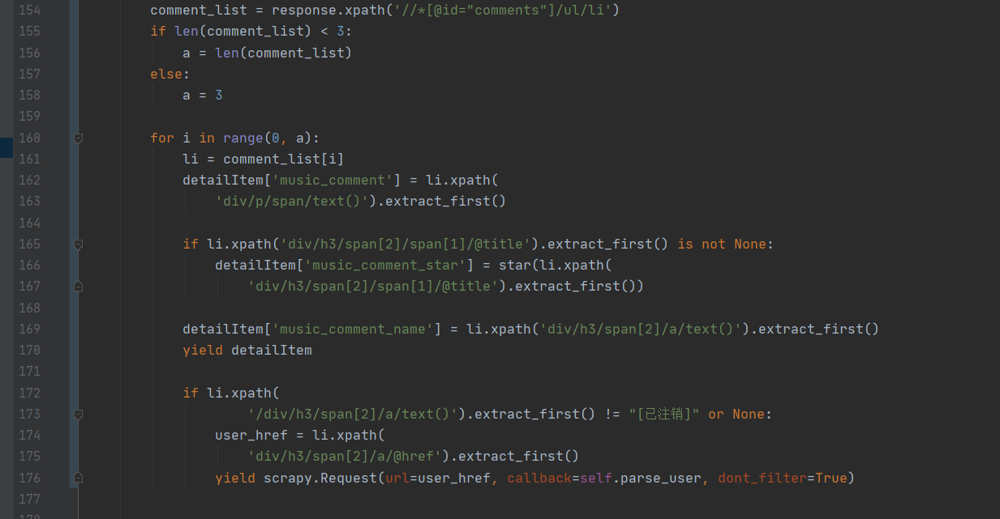 154 comment_list = response.xpath('//*[@id="comments"]/ul/li')
155 if len(comment_list) < 3:
156 a = len(comment_list)
157 else:
158 a = 3
159
160 for i in range(0, a):
161 li = comment_list[i]
162 detailItem['music_comment'] = li.xpath(
163 'div/p/span/text()').extract_first()
164
165 if li.xpath('div/h3/span[2]/span[1]/@title').extract_first() is not None:
166 detailItem['music_comment_star'] = star(li.xpath(
167 'div/h3/span[2]/span[1]/@title').extract_first())
168
169 detailItem['music_comment_name'] = li.xpath('div/h3/span[2]/a/text()').extract_first()
170 yield detailItem
171
172 if li.xpath(
173 '/div/h3/span[2]/a/text()').extract_first() != "[已注销]" or None:
174 user_href = li.xpath(
175 'div/h3/span[2]/a/@href').extract_first()
176 yield scrapy.Request(url=user_href, callback=self.parse_user, dont_filter=True)
177
178